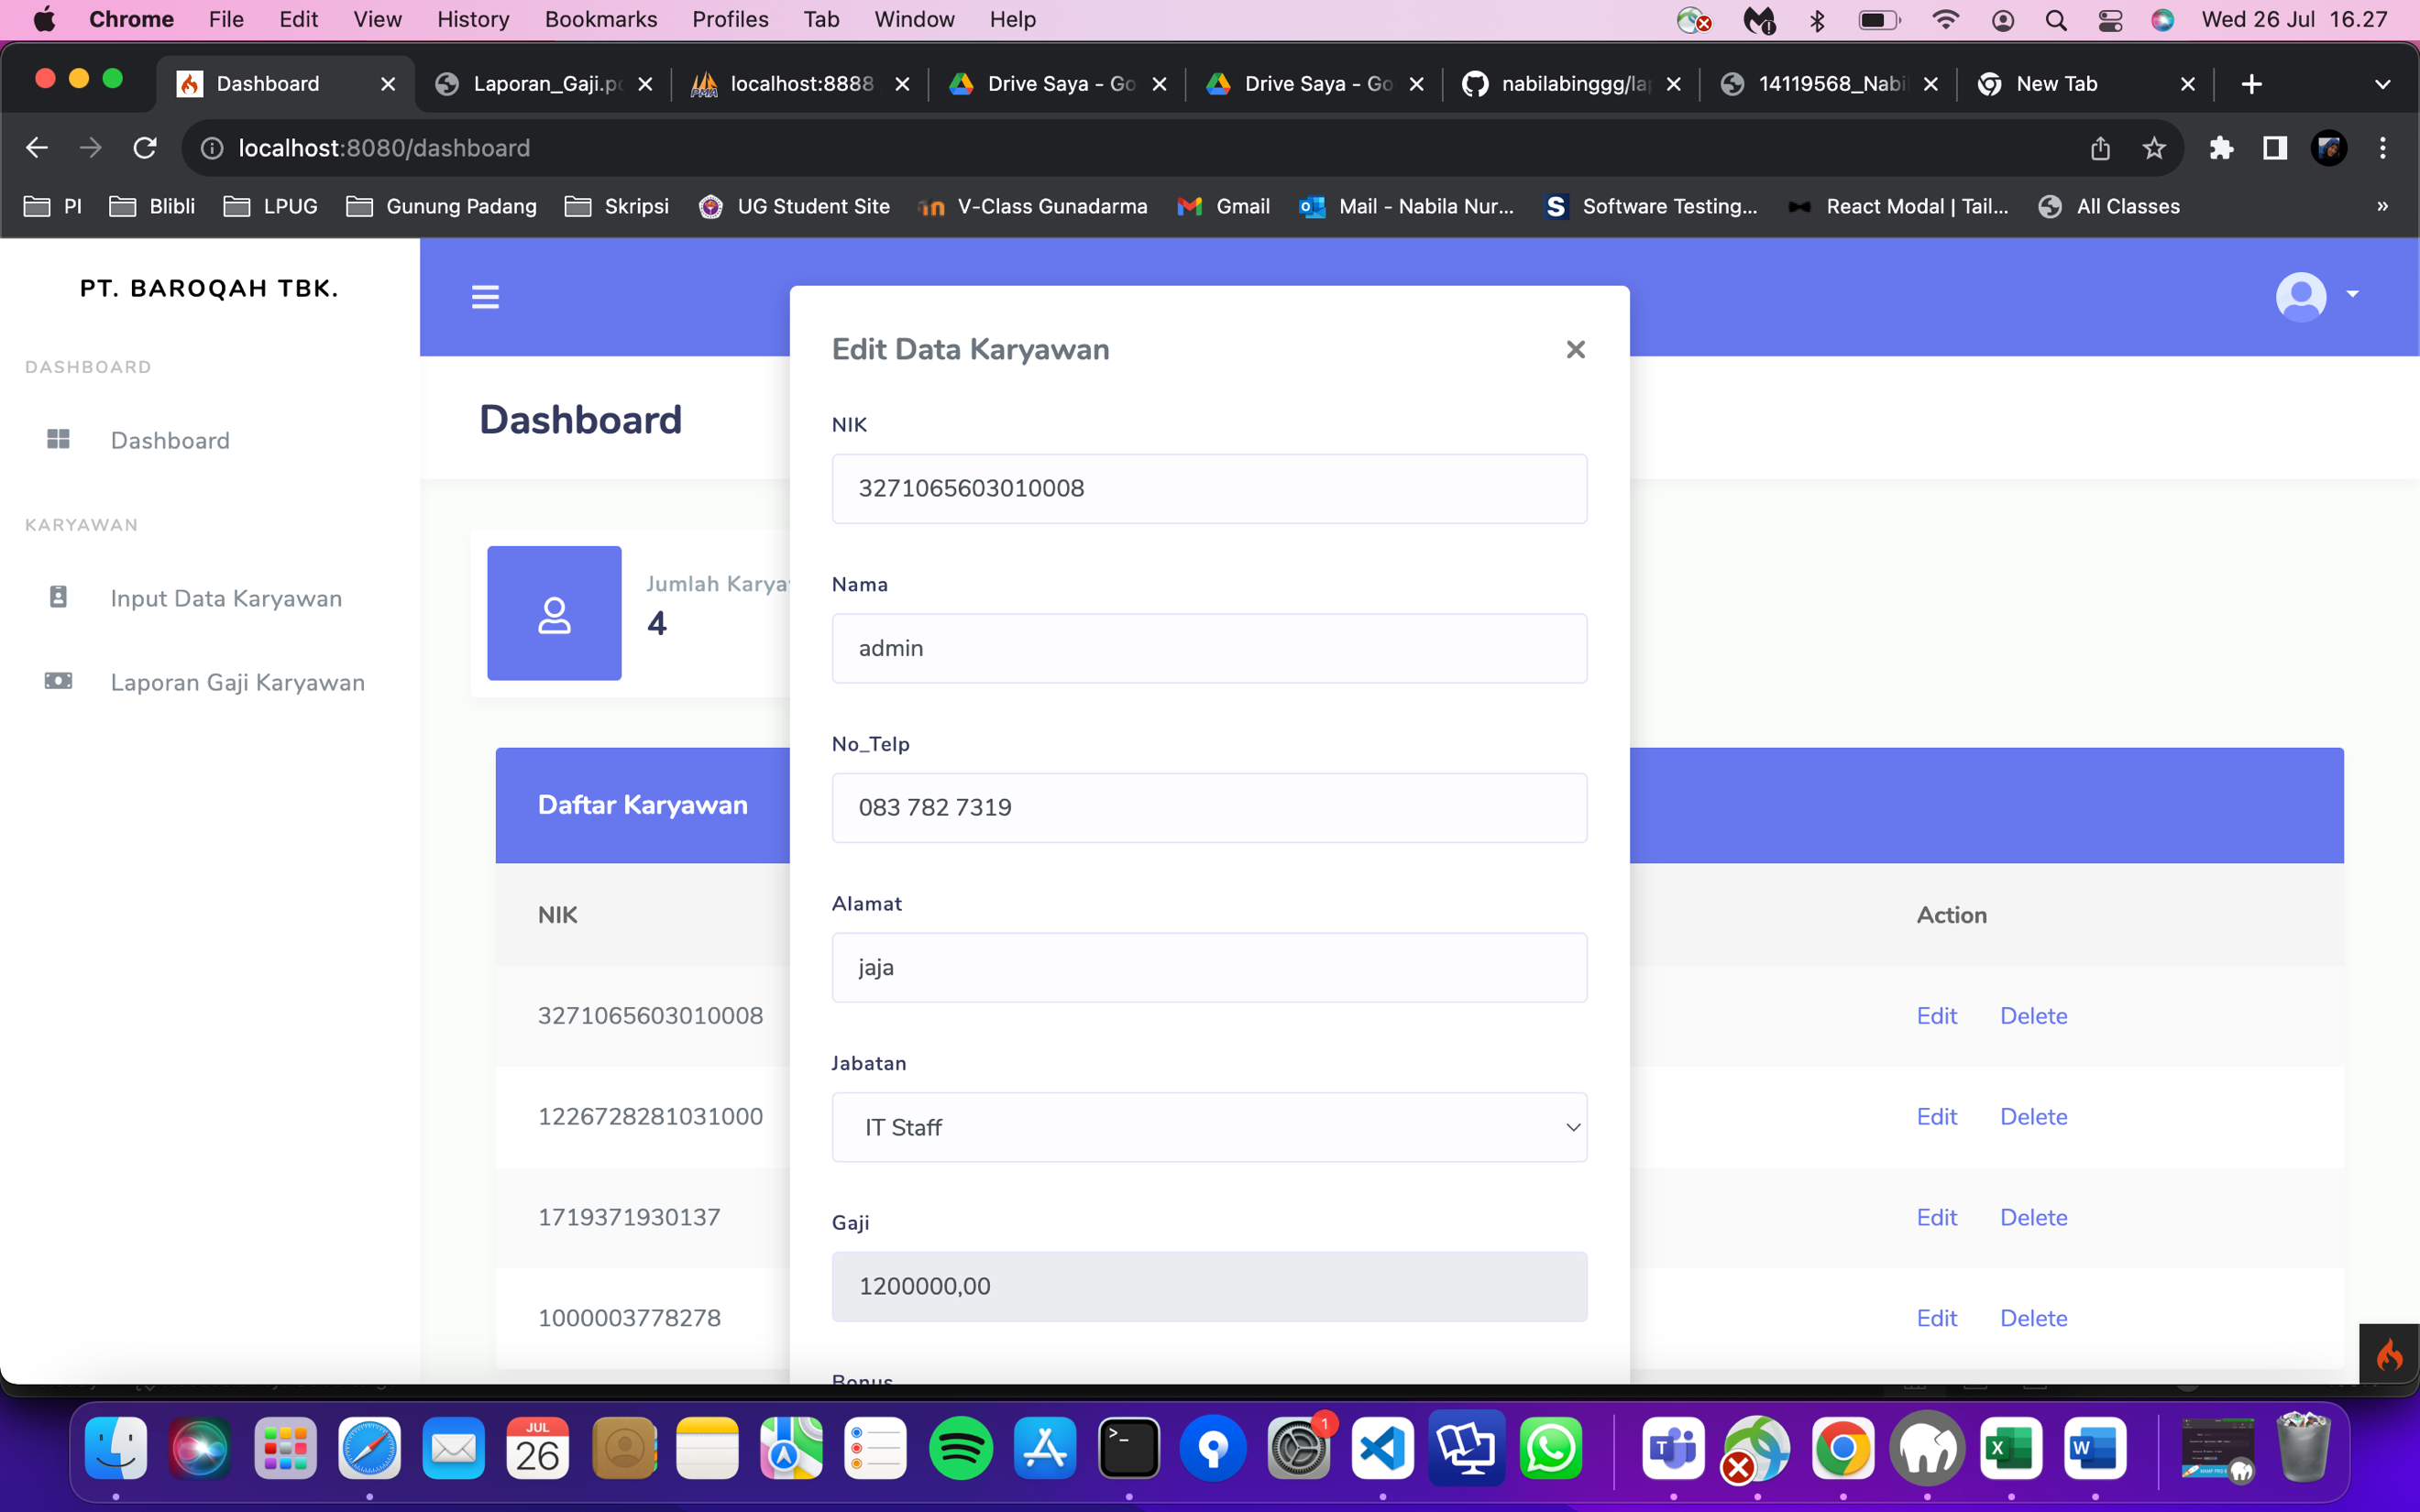 Chrome File Edit View History Bookmarks Profiles Tab Window Help Wed 26 Jul 16.27
Dashboard Laporan_Gaji.p localhost:8888 Drive Saya - Go Drive Saya - Go nabilabinggg/la 14119568_Nabil New Tab
localhost:8080/dashboard
PI Blibli LPUG Gunung Padang Skripsi UG Student Site V-Class Gunadarma Gmail Mail - Nabila Nur... Software Testing... React Modal | Tail... All Classes »
PT. BAROQAH TBK.
DASHBOARD
Dashboard
KARYAWAN
Input Data Karyawan
Laporan Gaji Karyawan
Dashboard
Jumlah Karya
4
Daftar Karyawan
NIK Action
3271065603010008 Edit Delete
1226728281031000 Edit Delete
1719371930137 Edit Delete
1000003778278 Edit Delete
Edit Data Karyawan
NIK
3271065603010008
Nama
admin
No_Telp
083 782 7319
Alamat
jaja
Jabatan
IT Staff
Gaji
1200000,00
Bonus
JUL
26
1